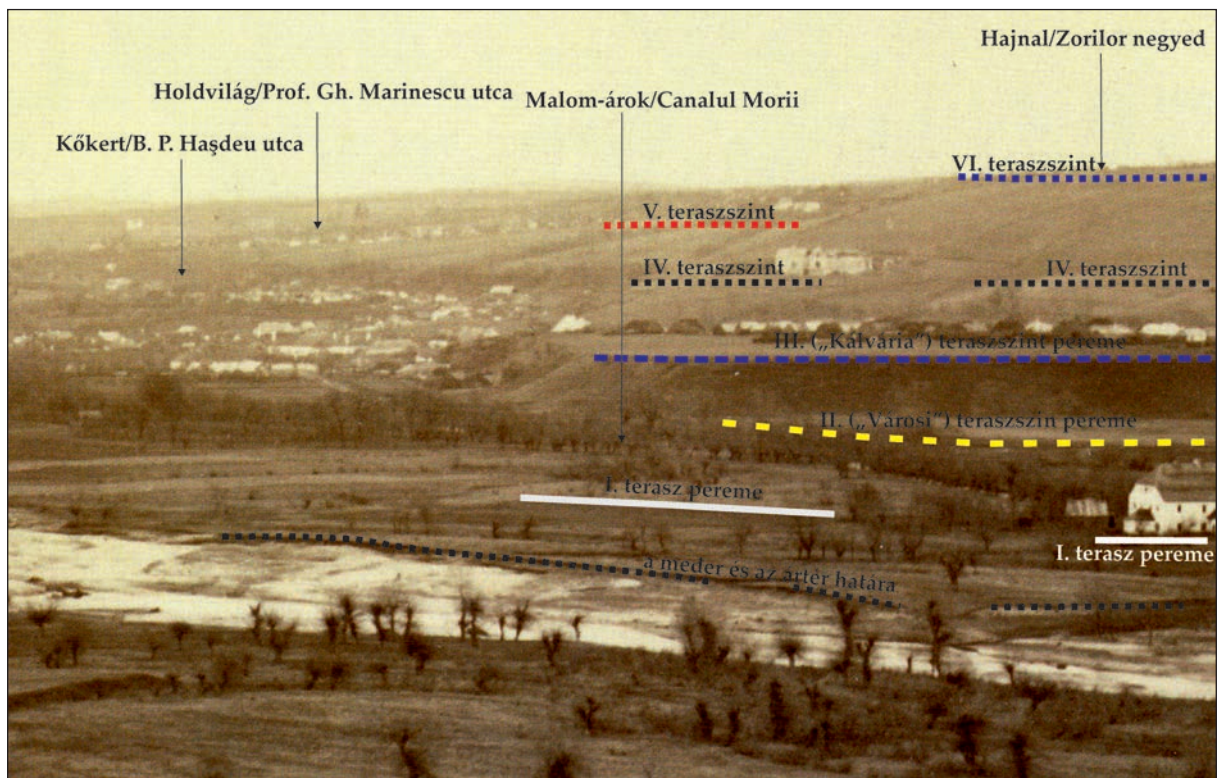 Hajnal/Zorilor negyed
Holdvilág/Prof. Gh. Marinescu utca
Malom-árok/Canalul Morii
Kőkert/B. P. Haşdeu utca
VI. teraszszint
V. teraszszint
IV. teraszszint
IV. teraszszint
III. („Kálvária”) teraszszint pereme
II. („Városi”) teraszszin pereme
I. terasz pereme
I. terasz pereme
a meder és az ártér határa